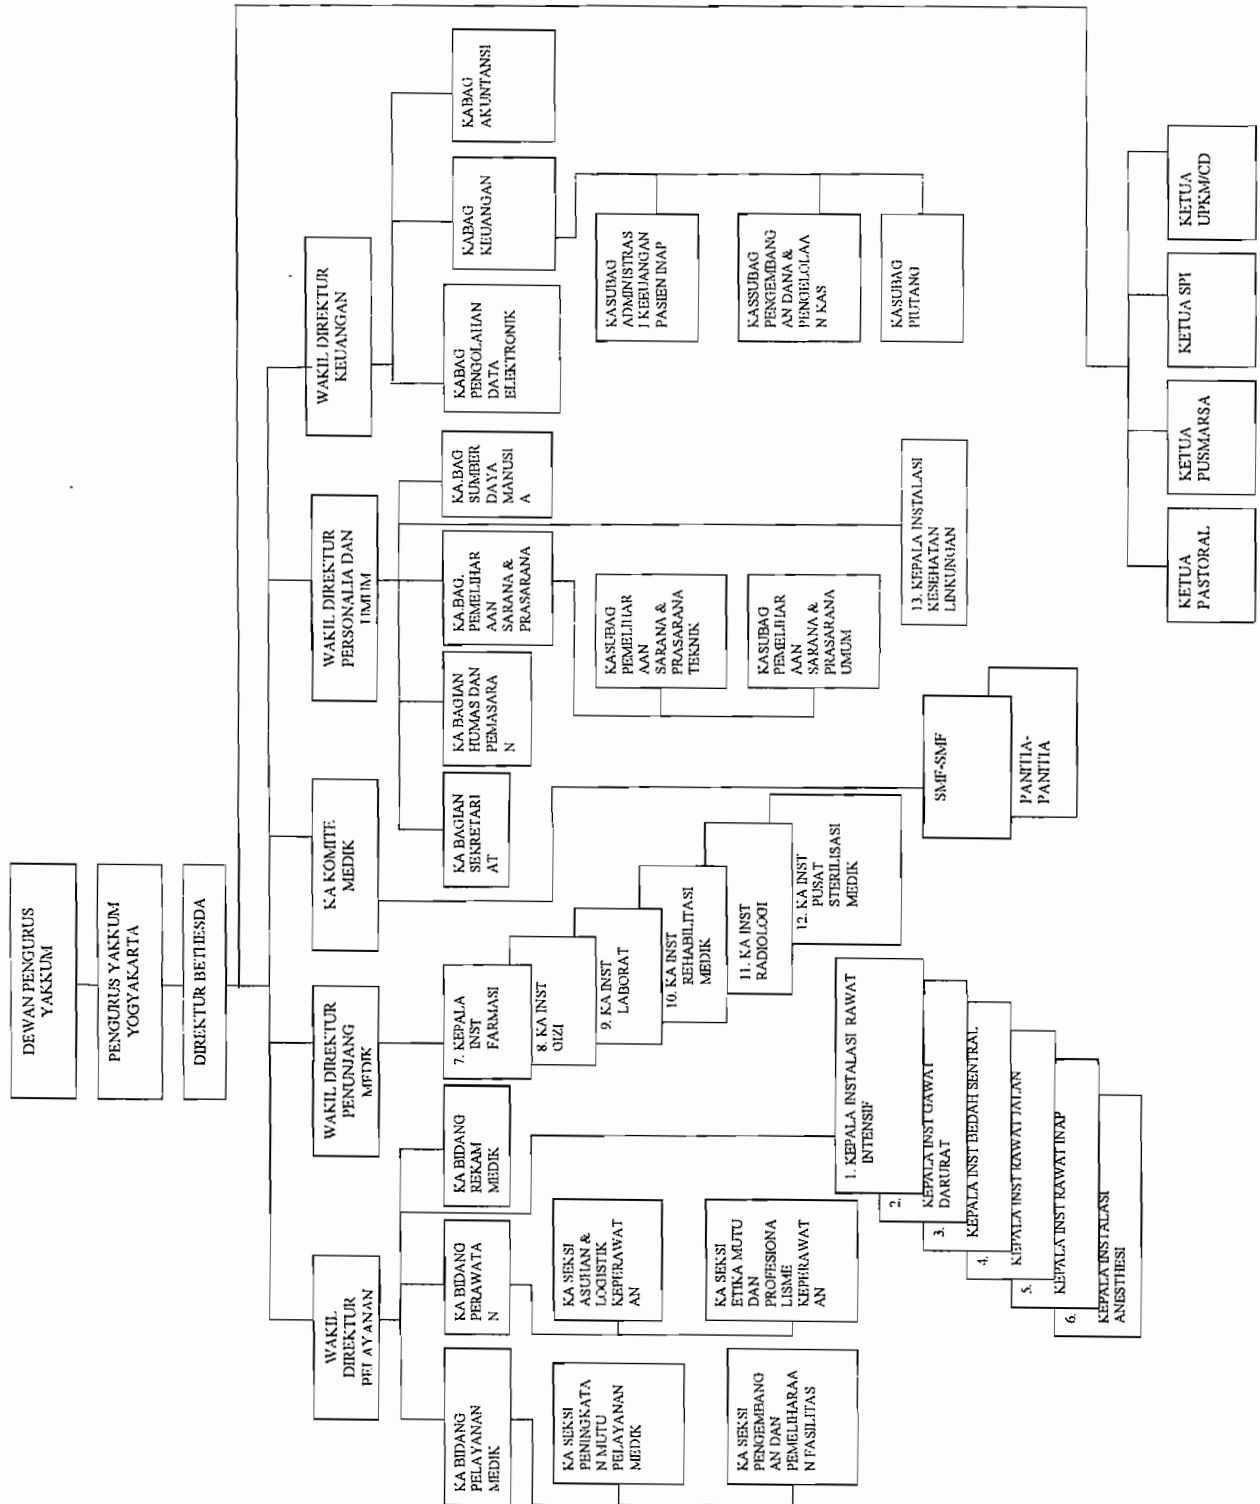 DEWAN PENGURUS
YAKKUM
PENGURUS YAKKUM
YOGYAKARTA
DIREKTUR BETHESDA
WAKIL
DIREKTUR
PELAYANAN
WAKIL DIREKTUR
PENUNJANG
MEDIK
KA KOMITE
MEDIK
WAKIL DIREKTUR
PERSONALIA DAN
UMUM
WAKIL DIREKTUR
KEUANGAN
KA BIDANG
PELAYANAN
MEDIK
KA BIDANG
PERAWATA
N
KA BIDANG
REKAM
MEDIK
7. KEPALA
INST
FARMASI
8. KA INST
GIZI
9. KA INST
LABORAT
10. KA INST
REHABILITASI
MEDIK
11. KA INST
RADIOLOGI
12. KA INST
PUSAT
STERILISASI
MEDIK
KA BAGIAN
SEKRETARI
AT
KA BAGIAN
HUMAS DAN
PEMASARA
N
KA.BAG.
PEMELIHAR
AAN
SARANA &
PRASARANA
KA.BAG
SUMBER
DAYA
MANUSI
A
KABAG
PENGOLAHAN
DATA
ELEKTRONIK
KABAG
KEUANGAN
KABAG
AKUNTANSI
KA SEKSI
PENINGKATA
N MUTU
PELAYANAN
MEDIK
KA SEKSI
PENGEMBANG
AN DAN
PEMELIHARAA
N FASILITAS
KA SEKSI
ASUHAN &
LOGISTIK
KEPERAWAT
AN
KA SEKSI
ETIKA MUTU
DAN
PROFESIONA
LISME
KEPERAWAT
AN
KASUBAG
PEMELIHAR
AAN
SARANA &
PRASARANA
TEKNIK
KASUBAG
PEMELIHAR
AAN
SARANA &
PRASARANA
UMUM
KASUBAG
ADMINISTRAS
I KEEUANGAN
PASIEN INAP
KASSUBAG
PENGEMBANG
AN DANA &
PENGELOLAA
N KAS
KASUBAG
PIUTANG
1. KEPALA INSTALASI RAWAT
INTENSIF
2.
KEPALA INST GAWAT
DARURAT
3.
KEPALA INST BEDAH SENTRAL
4.
KEPALA INST RAWAT JALAN
5.
KEPALA INST RAWAT INAP
6.
KEPALA INSTALASI
ANESTHESI
SMF-SMF
PANITIA-
PANITIA
13. KEPALA INSTALASI
KESEHATAN
LINKUNGAN
KETUA
PASTORAL
KETUA
PUSMARSA
KETUA SPI
KETUA
UPKM/CD